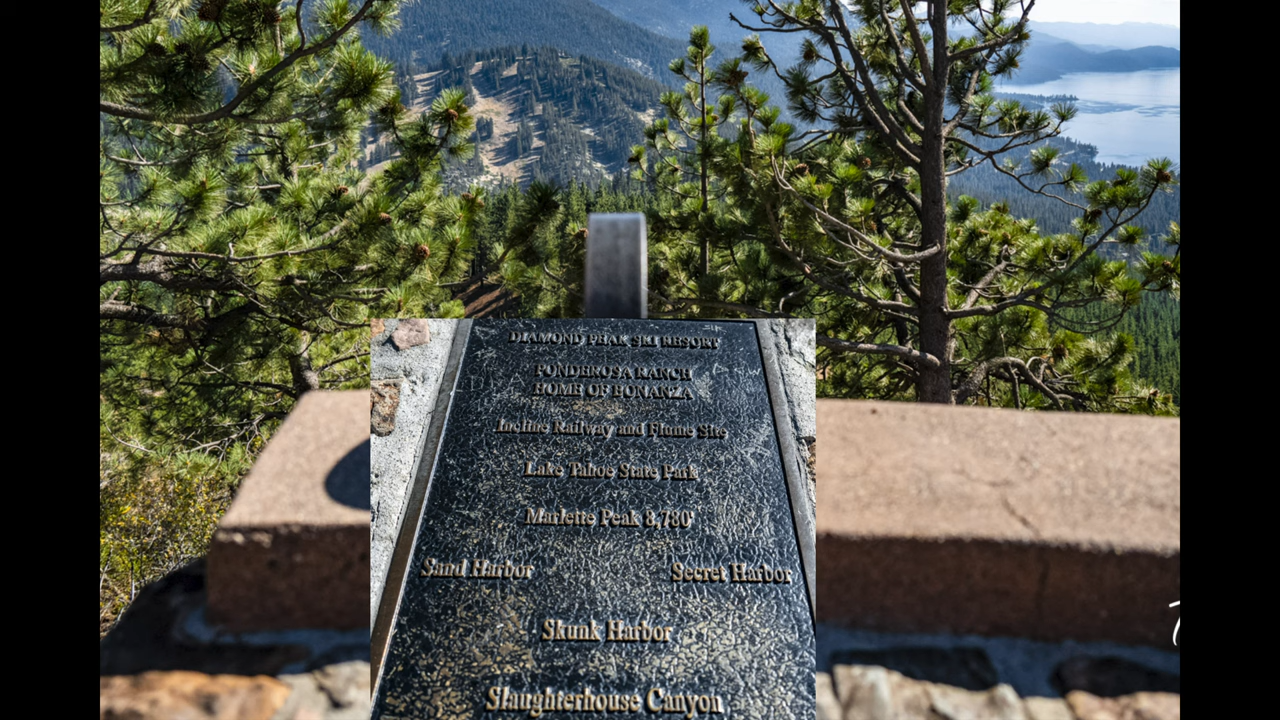 DIAMOND PEAK SKI RESORT
PONDEROSA RANCH
HOME OF BONANZA
Incline Railway and Flume Site
Lake Tahoe State Park
Marlette Peak 8,780'
Sand Harbor Secret Harbor
Skunk Harbor
Slaughterhouse Canyon